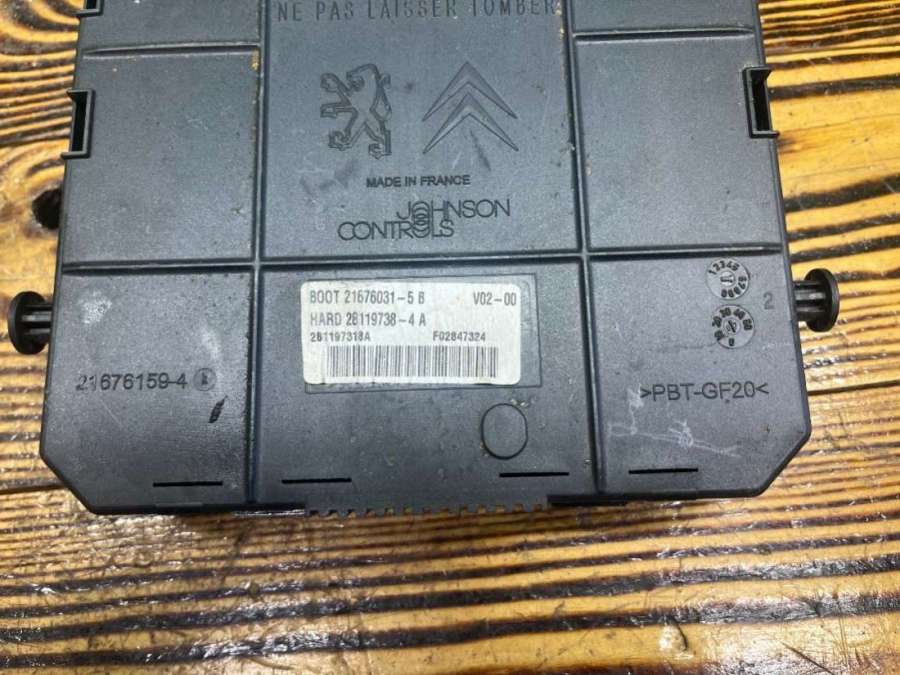 NE PAS LAISSER TOMBER
MADE IN FRANCE
JOHNSON
CONTROLS
BOOT 21676031-5 B V02-00
HARD 28119738-4 A
281197318A F02847324
21676159-4
2
>PBT-GF20<